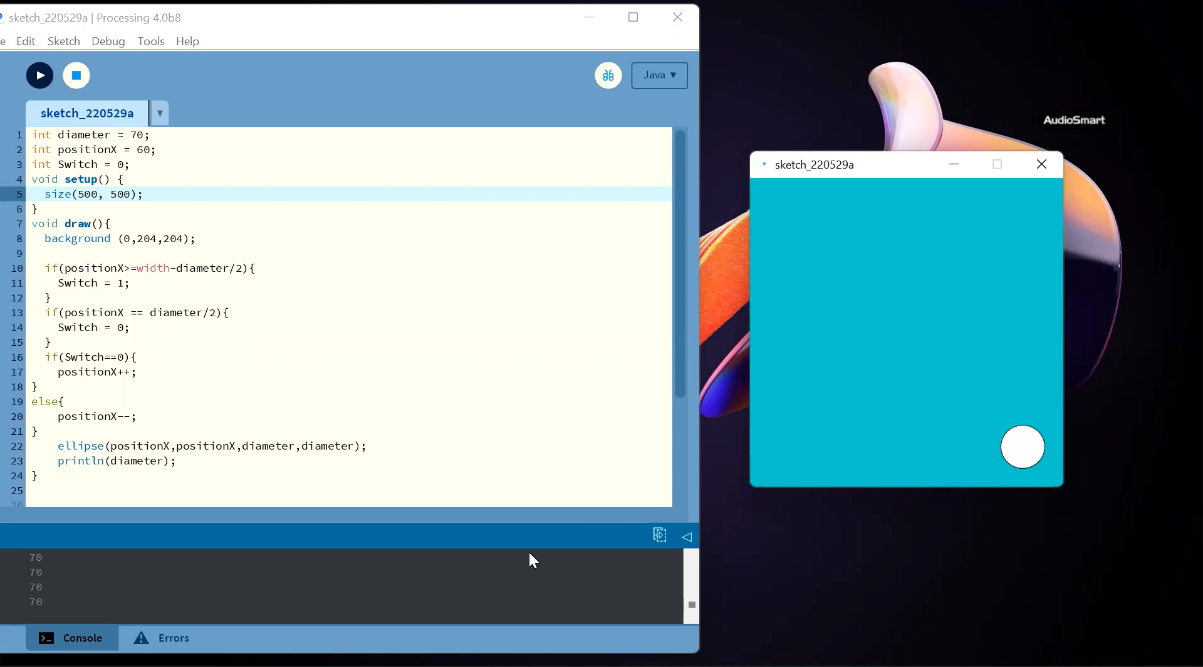 sketch_220529a | Processing 4.0b8
e Edit Sketch Debug Tools Help
Java ▼
sketch_220529a ▼
1 int diameter = 70;
2 int positionX = 60;
3 int Switch = 0;
4 void setup() {
5 size(500, 500);
6 }
7 void draw(){
8 background (0,204,204);
9
10 if(positionX>=width-diameter/2){
11 Switch = 1;
12 }
13 if(positionX == diameter/2){
14 Switch = 0;
15 }
16 if(Switch==0){
17 positionX++;
18 }
19 else{
20 positionX--;
21 }
22 ellipse(positionX,positionX,diameter,diameter);
23 println(diameter);
24 }
25
26
70
70
70
70
Console Errors
AudioSmart
sketch_220529a